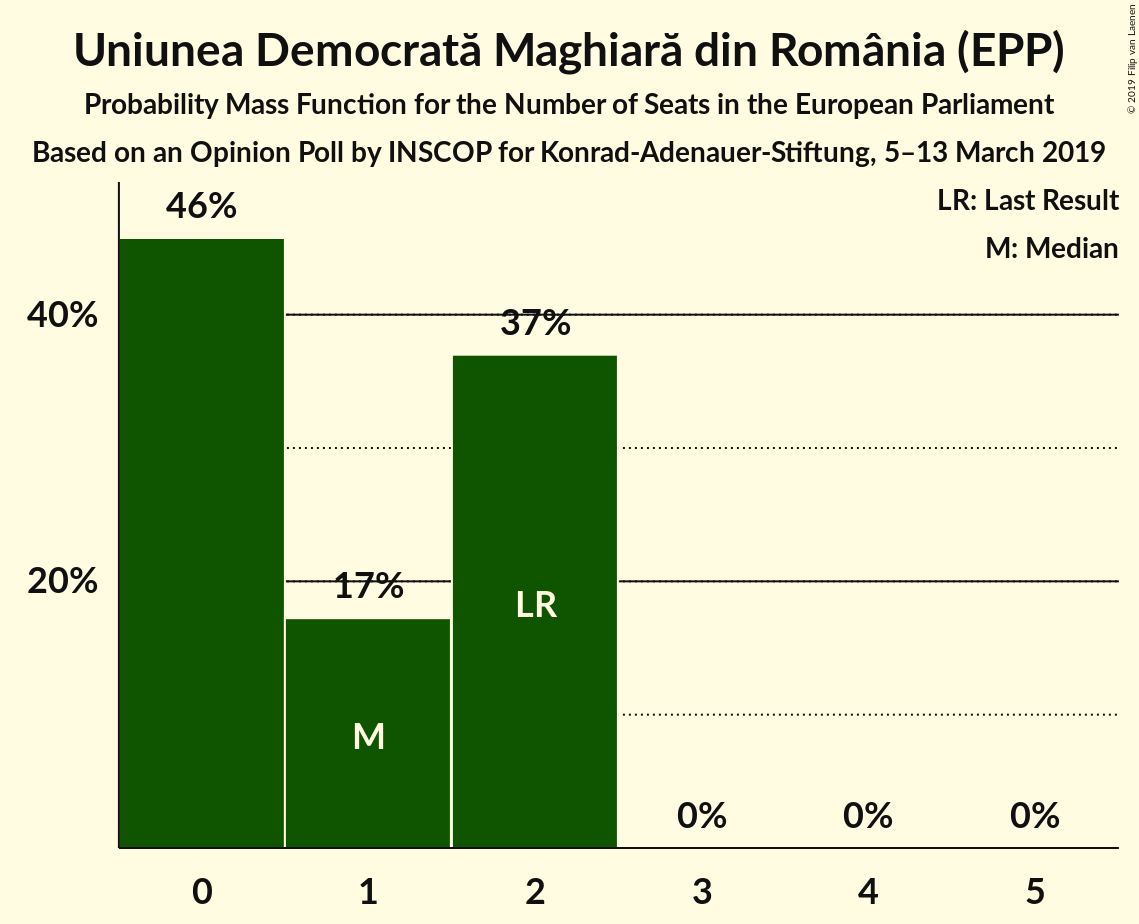 Uniunea Democrată Maghiară din România (EPP)
Probability Mass Function for the Number of Seats in the European Parliament
Based on an Opinion Poll by INSCOP for Konrad-Adenauer-Stiftung, 5–13 March 2019
© 2019 Filip van Laenen
LR: Last Result
M: Median
46%
40%
37%
20%
17%
LR
M
0% 0% 0%
0 1 2 3 4 5